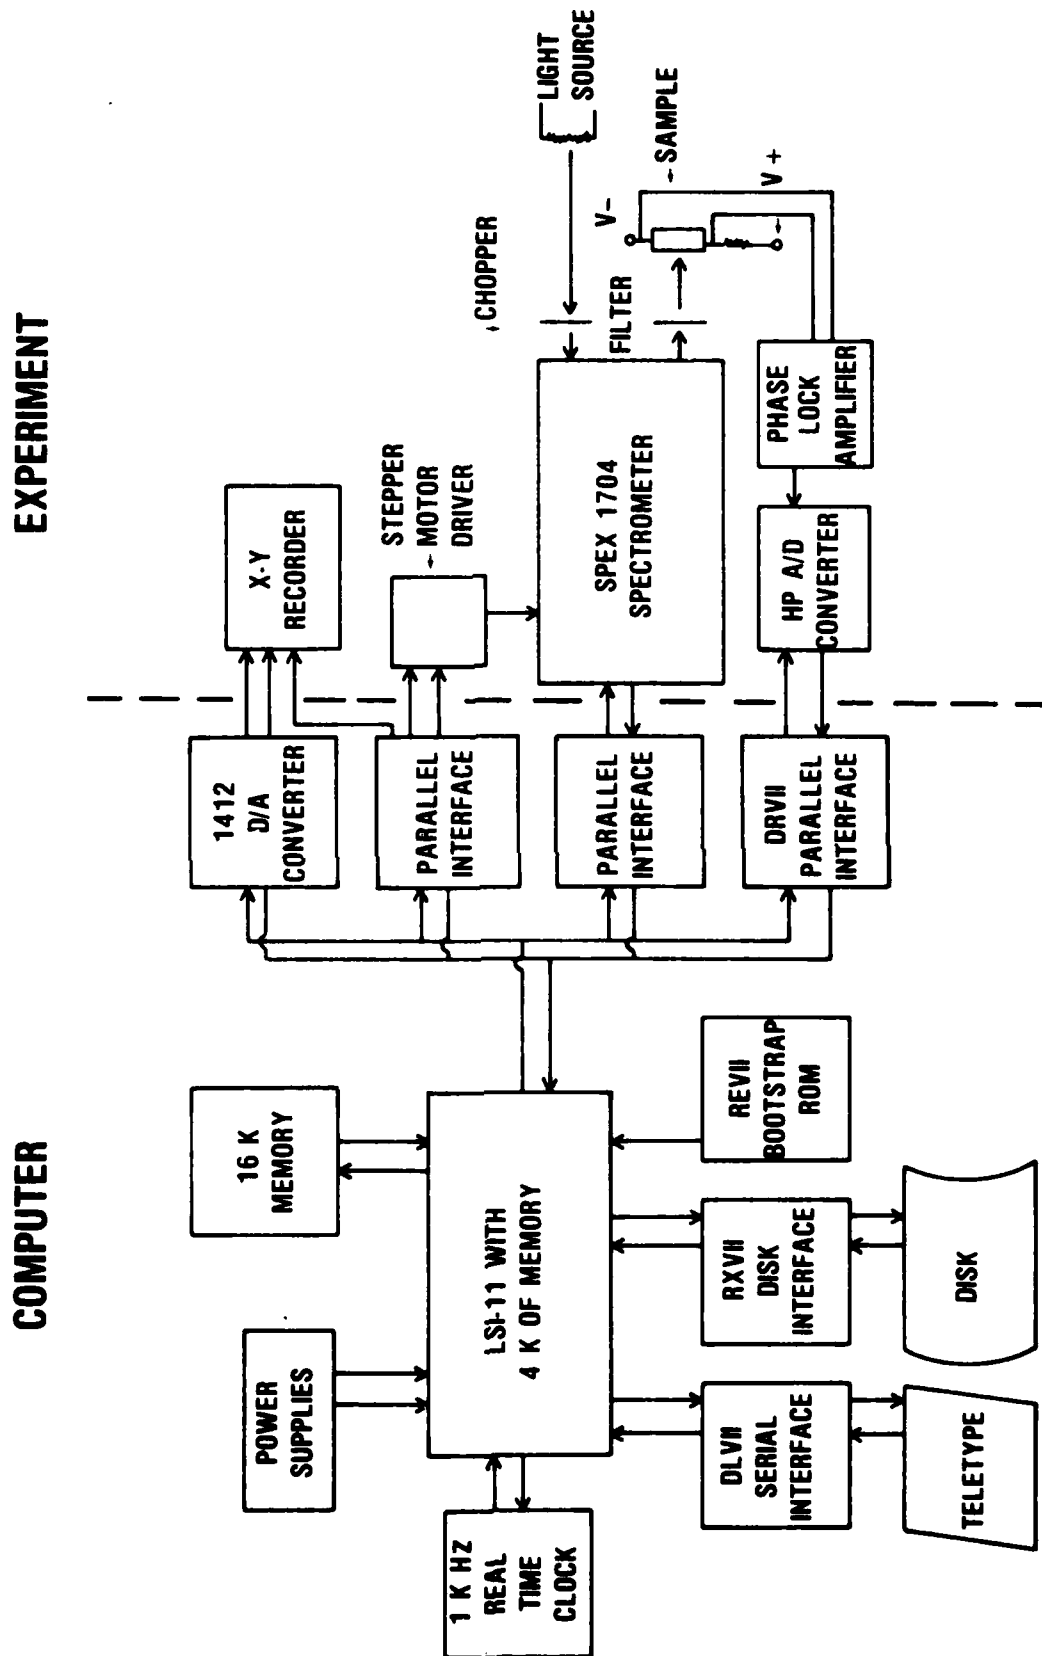 COMPUTER
EXPERIMENT
POWER
SUPPLIES
16 K
MEMORY
1 K HZ
REAL
TIME
CLOCK
LSI-11 WITH
4 K OF MEMORY
DLVII
SERIAL
INTERFACE
RXVII
DISK
INTERFACE
REVII
BOOTSTRAP
ROM
TELETYPE
DISK
1412
D/A
CONVERTER
PARALLEL
INTERFACE
PARALLEL
INTERFACE
DRVII
PARALLEL
INTERFACE
X-Y
RECORDER
STEPPER
MOTOR
DRIVER
SPEX 1704
SPECTROMETER
HP A/D
CONVERTER
PHASE
LOCK
AMPLIFIER
CHOPPER
FILTER
LIGHT
SOURCE
V-
SAMPLE
V+